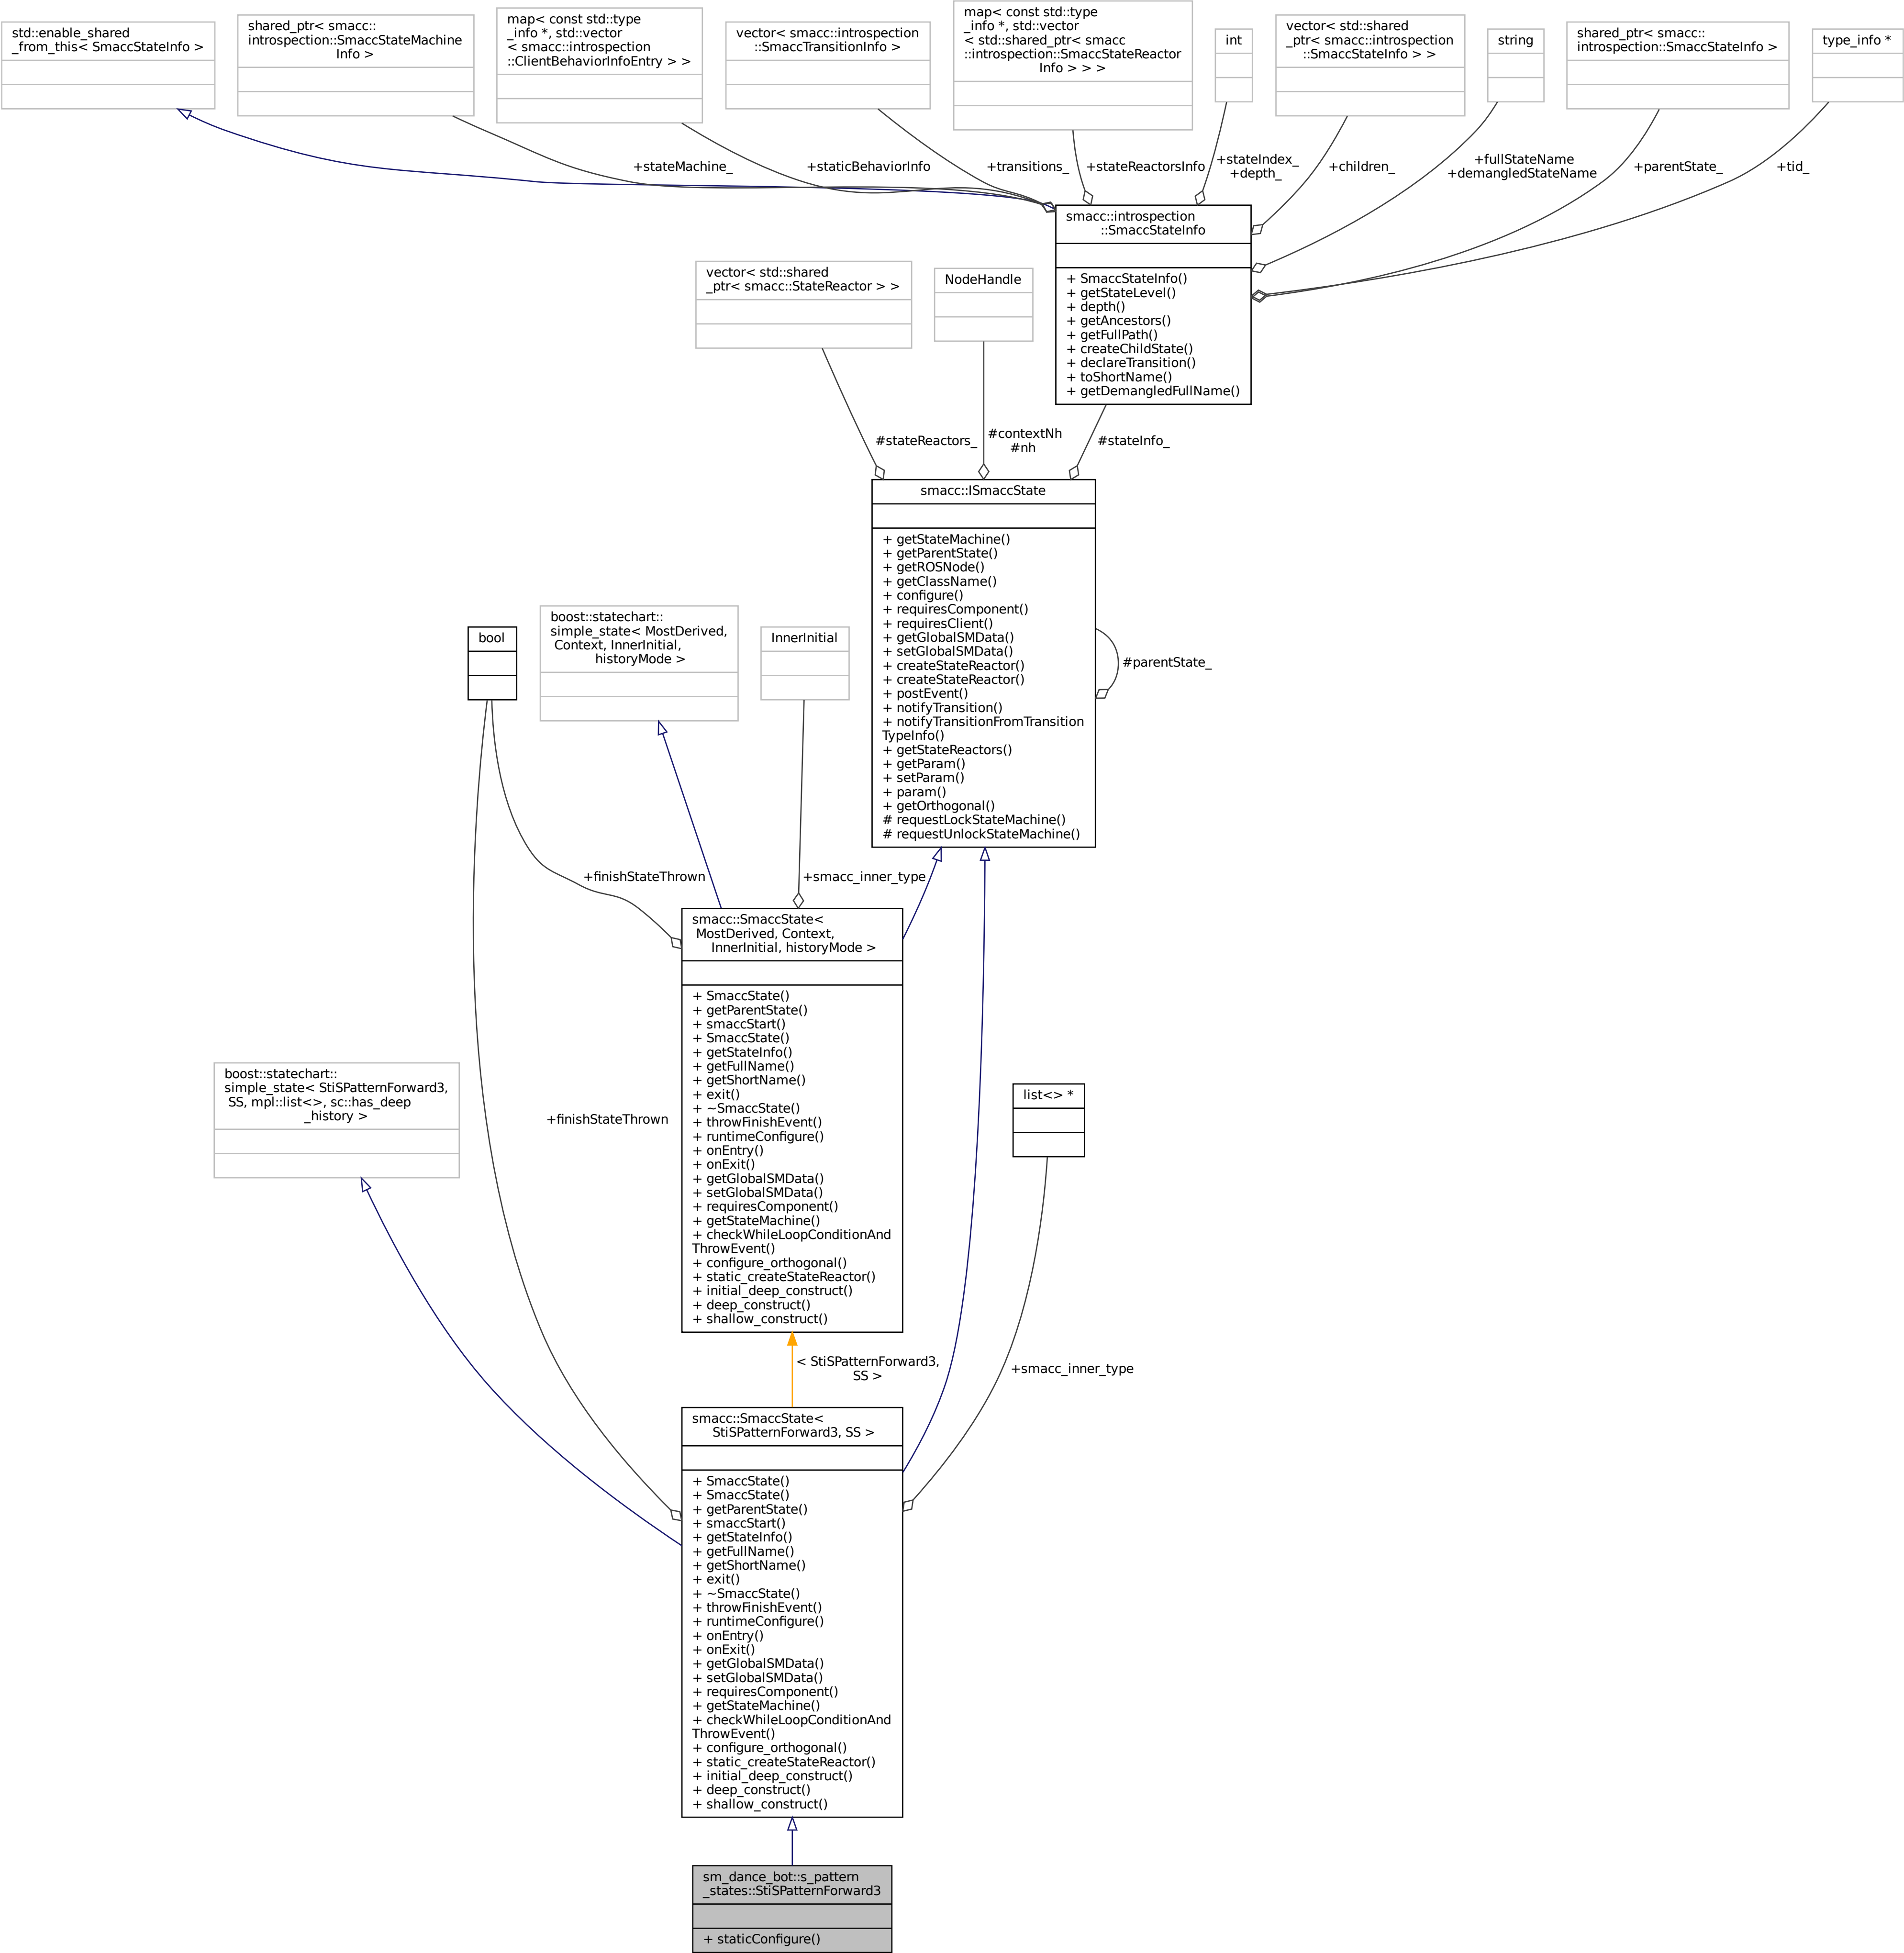 std::enable_shared
_from_this< SmaccStateInfo >
shared_ptr< smacc::
introspection::SmaccStateMachine
Info >
map< const std::type
_info *, std::vector
< smacc::introspection
::ClientBehaviorInfoEntry > >
vector< smacc::introspection
::SmaccTransitionInfo >
map< const std::type
_info *, std::vector
< std::shared_ptr< smacc
::introspection::SmaccStateReactor
Info > > >
int
vector< std::shared
_ptr< smacc::introspection
::SmaccStateInfo > >
string
shared_ptr< smacc::
introspection::SmaccStateInfo >
type_info *
+stateMachine_
+staticBehaviorInfo
+transitions_
+stateReactorsInfo
+stateIndex_
+depth_
+children_
+fullStateName
+demangledStateName
+parentState_
+tid_
smacc::introspection
::SmaccStateInfo
+ SmaccStateInfo()
+ getStateLevel()
+ depth()
+ getAncestors()
+ getFullPath()
+ createChildState()
+ declareTransition()
+ toShortName()
+ getDemangledFullName()
vector< std::shared
_ptr< smacc::StateReactor > >
NodeHandle
#stateReactors_
#contextNh
#nh
#stateInfo_
smacc::ISmaccState
+ getStateMachine()
+ getParentState()
+ getROSNode()
+ getClassName()
+ configure()
+ requiresComponent()
+ requiresClient()
+ getGlobalSMData()
+ setGlobalSMData()
+ createStateReactor()
+ createStateReactor()
+ postEvent()
+ notifyTransition()
+ notifyTransitionFromTransition
TypeInfo()
+ getStateReactors()
+ getParam()
+ setParam()
+ param()
+ getOrthogonal()
# requestLockStateMachine()
# requestUnlockStateMachine()
#parentState_
bool
boost::statechart::
simple_state< MostDerived,
Context, InnerInitial,
historyMode >
InnerInitial
+finishStateThrown
+smacc_inner_type
smacc::SmaccState<
MostDerived, Context,
InnerInitial, historyMode >
+ SmaccState()
+ getParentState()
+ smaccStart()
+ SmaccState()
+ getStateInfo()
+ getFullName()
+ getShortName()
+ exit()
+ ~SmaccState()
+ throwFinishEvent()
+ runtimeConfigure()
+ onEntry()
+ onExit()
+ getGlobalSMData()
+ setGlobalSMData()
+ requiresComponent()
+ getStateMachine()
+ checkWhileLoopConditionAnd
ThrowEvent()
+ configure_orthogonal()
+ static_createStateReactor()
+ initial_deep_construct()
+ deep_construct()
+ shallow_construct()
boost::statechart::
simple_state< StiSPatternForward3,
SS, mpl::list<>, sc::has_deep
_history >
+finishStateThrown
list<> *
< StiSPatternForward3,
SS >
+smacc_inner_type
smacc::SmaccState<
StiSPatternForward3, SS >
+ SmaccState()
+ SmaccState()
+ getParentState()
+ smaccStart()
+ getStateInfo()
+ getFullName()
+ getShortName()
+ exit()
+ ~SmaccState()
+ throwFinishEvent()
+ runtimeConfigure()
+ onEntry()
+ onExit()
+ getGlobalSMData()
+ setGlobalSMData()
+ requiresComponent()
+ getStateMachine()
+ checkWhileLoopConditionAnd
ThrowEvent()
+ configure_orthogonal()
+ static_createStateReactor()
+ initial_deep_construct()
+ deep_construct()
+ shallow_construct()
sm_dance_bot::s_pattern
_states::StiSPatternForward3
+ staticConfigure()